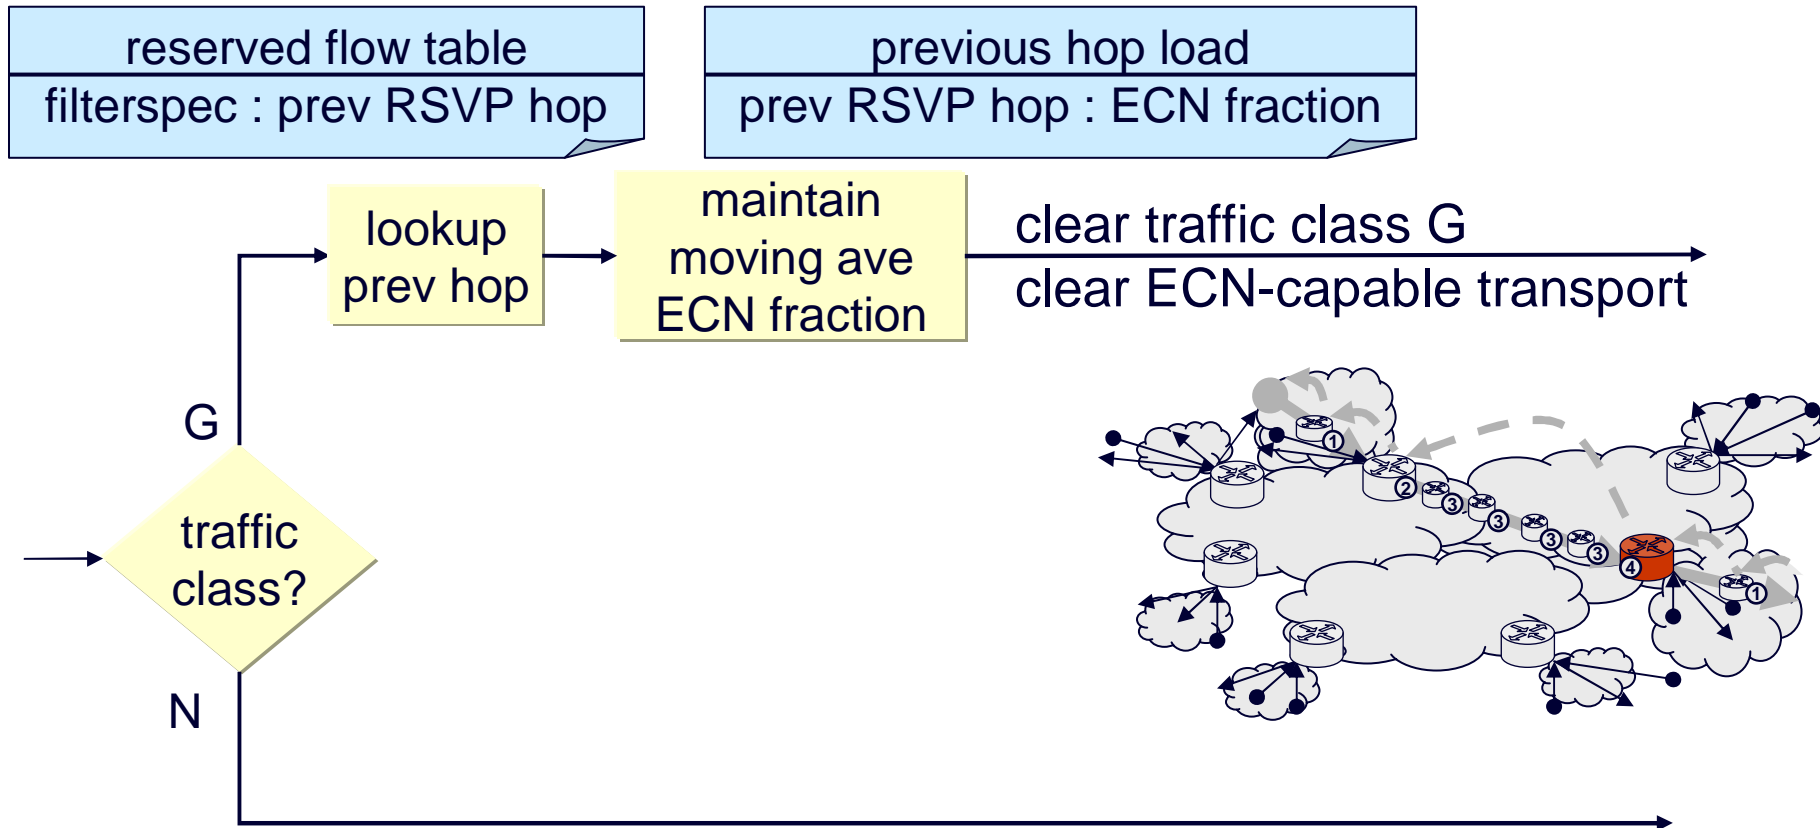 reserved flow table
filterspec : prev RSVP hop
previous hop load
prev RSVP hop : ECN fraction
lookup
prev hop
maintain
moving ave
ECN fraction
clear traffic class G
clear ECN-capable transport
G
traffic
class?
N
1
2
3
3
3
3
4
1